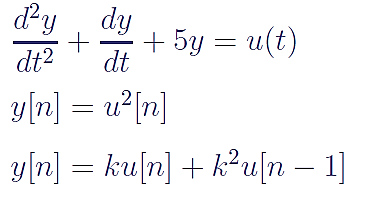 d²y/dt² + dy/dt + 5y = u(t)
y[n] = u²[n]
y[n] = ku[n] + k²u[n − 1]